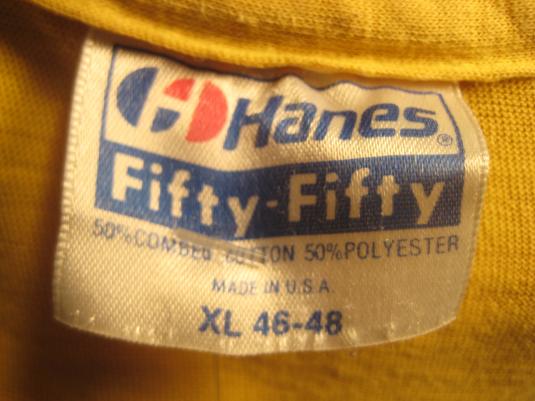 Hanes®
Fifty-Fifty
50% COMBED COTTON 50% POLYESTER
MADE IN U.S.A.
XL 46-48